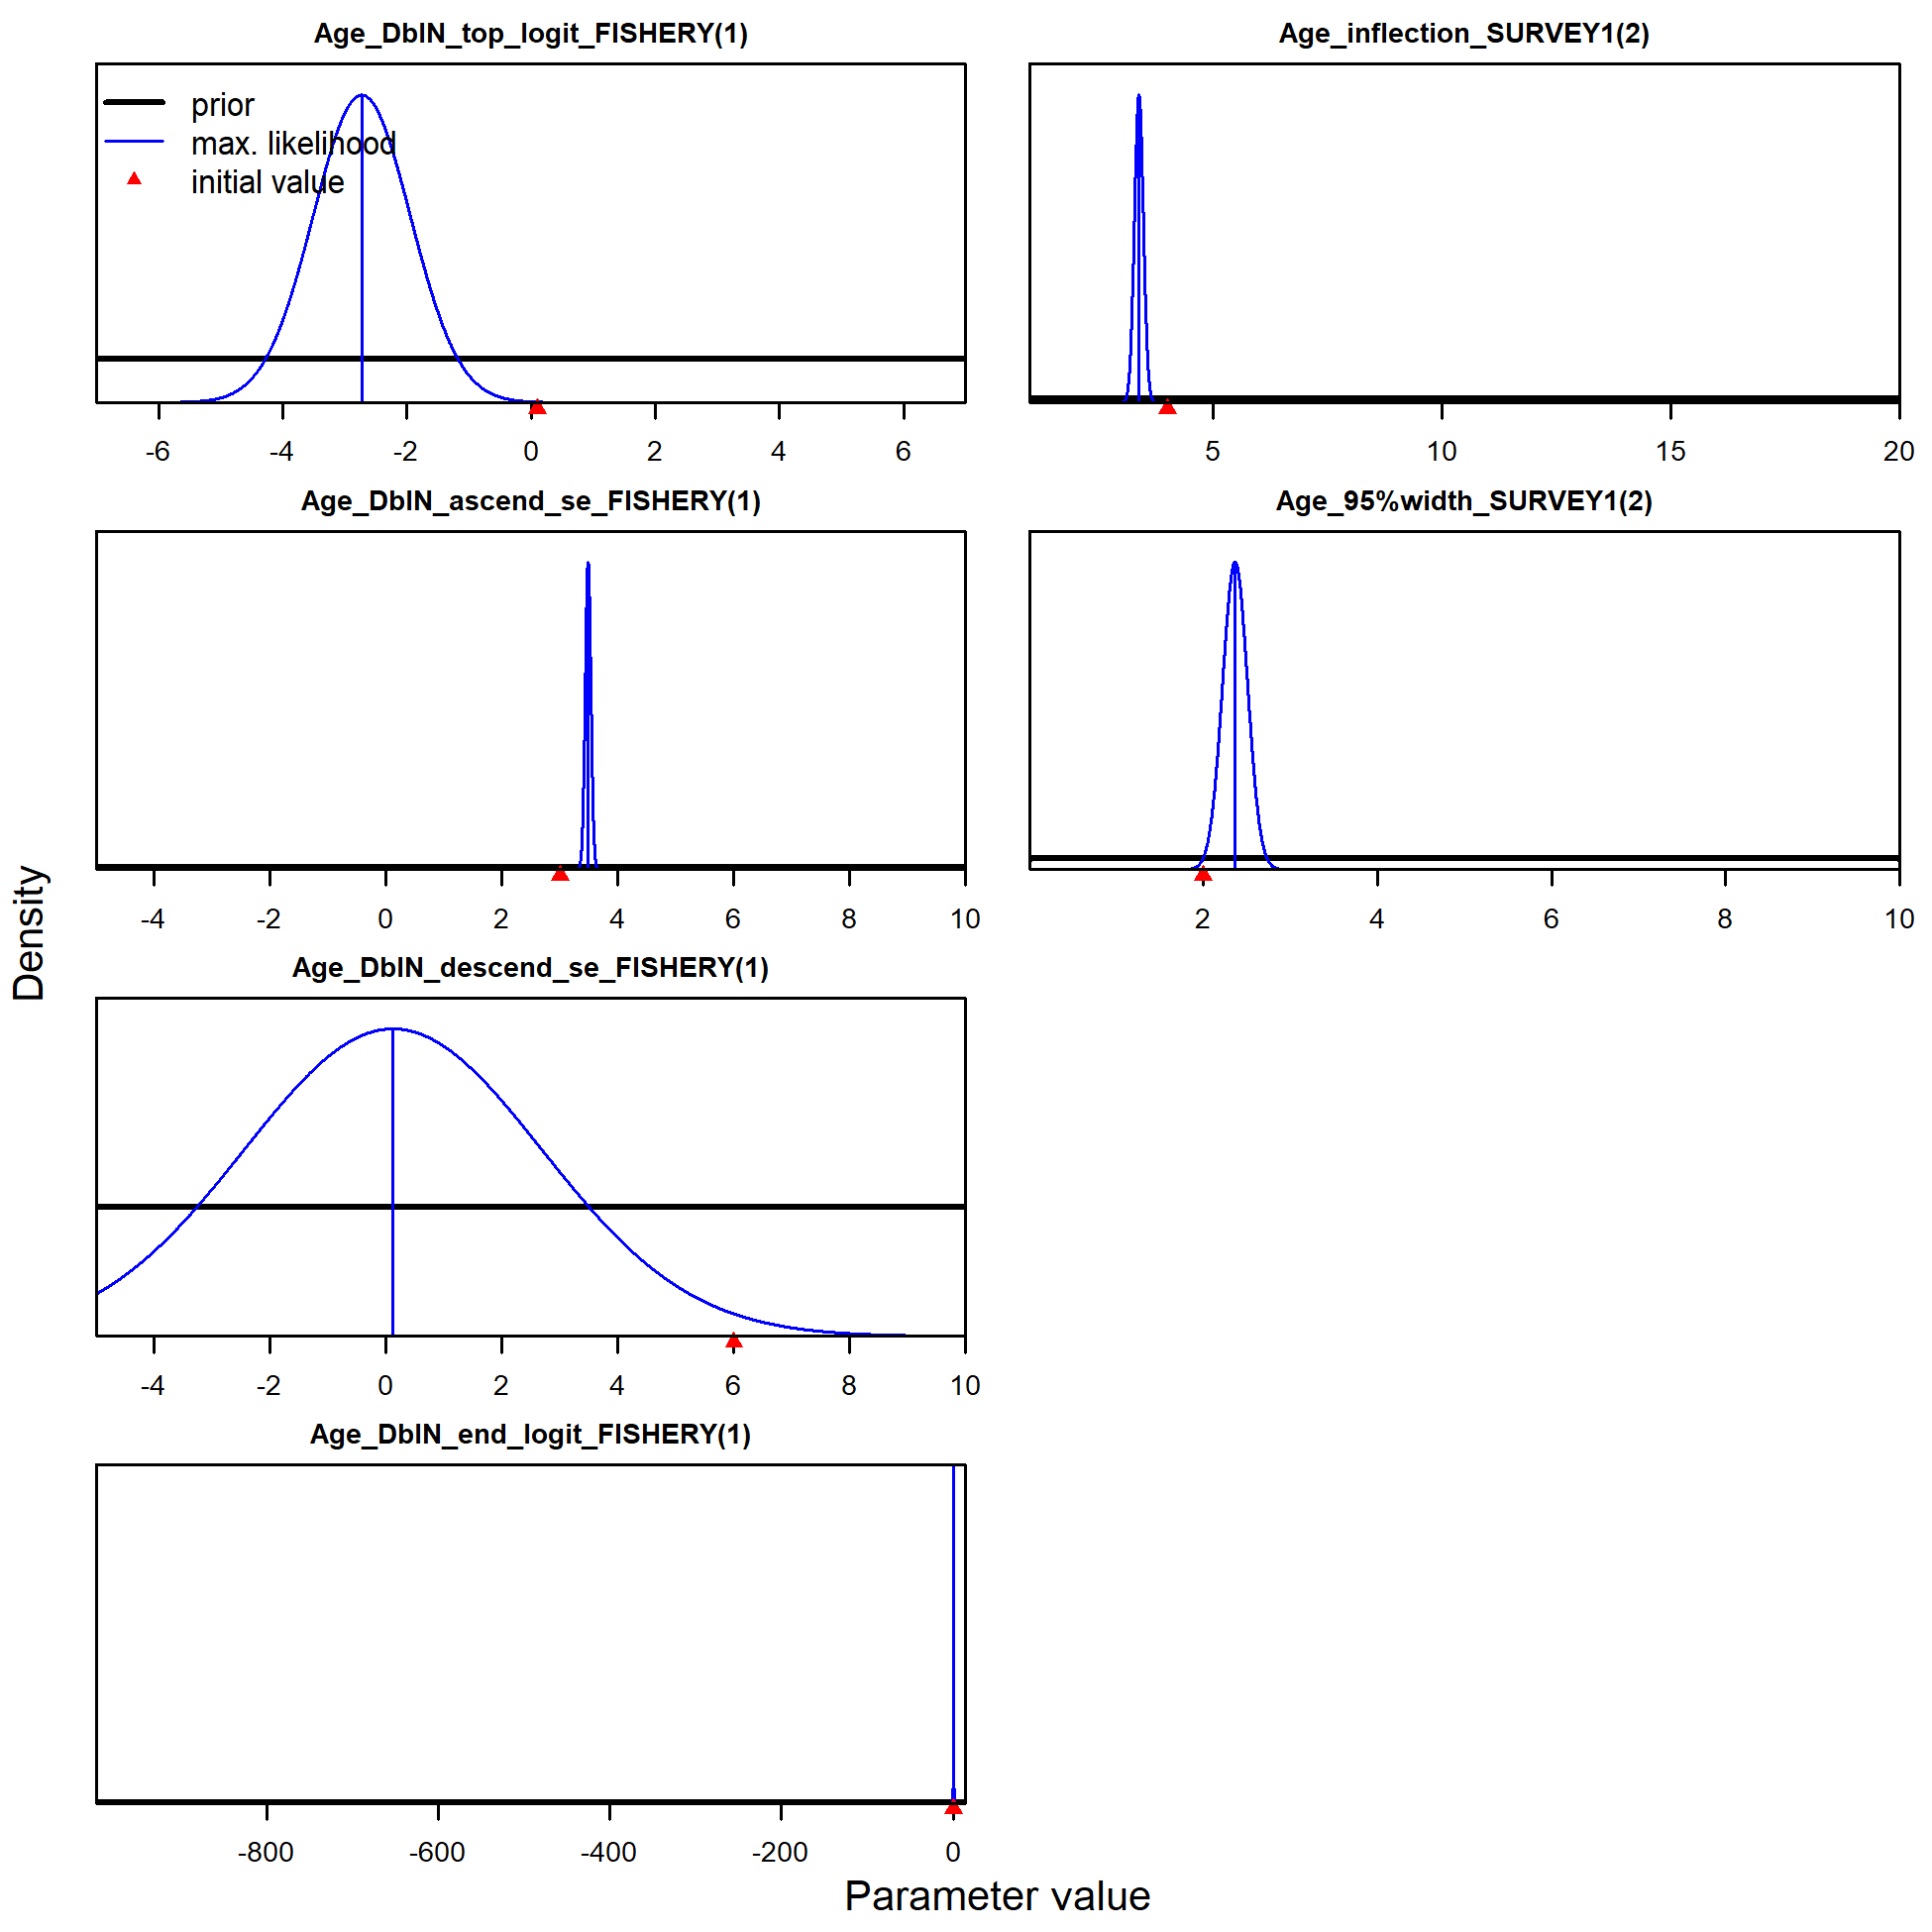 Age_DblN_top_logit_FISHERY(1)
prior
max. likelihood
initial value
-6 -4 -2 0 2 4 6
Age_inflection_SURVEY1(2)
5 10 15 20
Age_DblN_ascend_se_FISHERY(1)
-4 -2 0 2 4 6 8 10
Age_95%width_SURVEY1(2)
2 4 6 8 10
Age_DblN_descend_se_FISHERY(1)
-4 -2 0 2 4 6 8 10
Age_DblN_end_logit_FISHERY(1)
-800 -600 -400 -200 0
Density
Parameter value